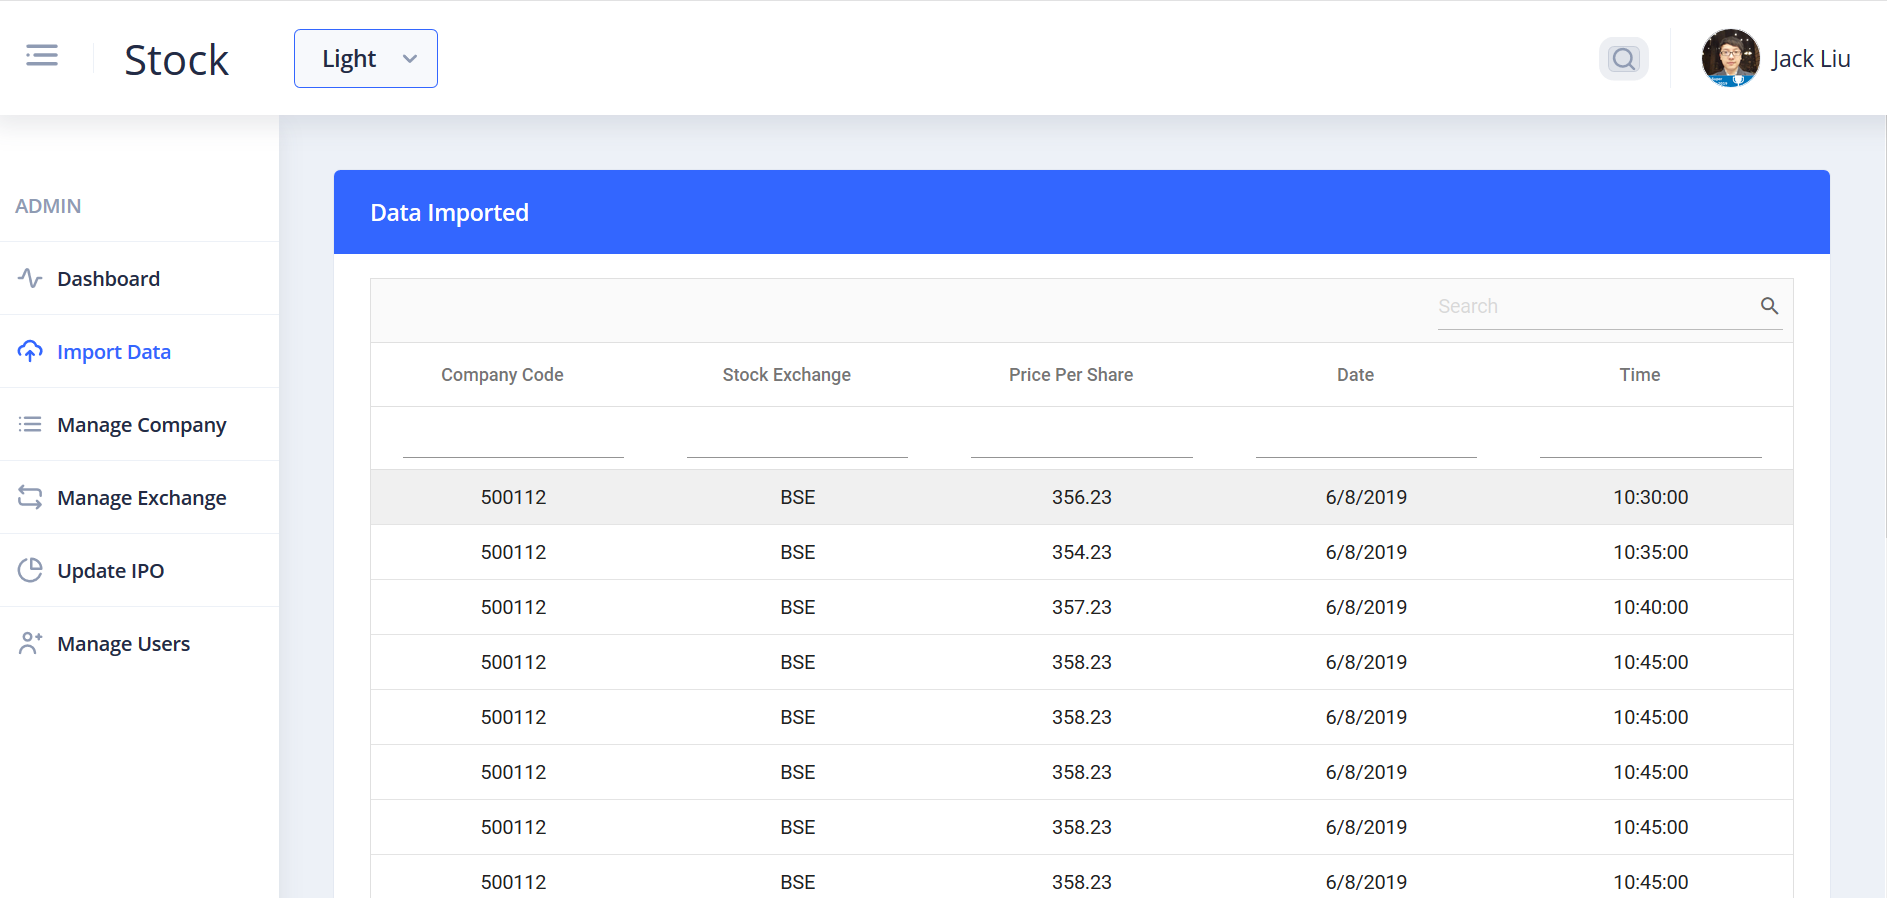 Stock
Light
Jack Liu
ADMIN
Dashboard
Import Data
Manage Company
Manage Exchange
Update IPO
Manage Users
Data Imported
Search
Company Code Stock Exchange Price Per Share Date Time
500112 BSE 356.23 6/8/2019 10:30:00
500112 BSE 354.23 6/8/2019 10:35:00
500112 BSE 357.23 6/8/2019 10:40:00
500112 BSE 358.23 6/8/2019 10:45:00
500112 BSE 358.23 6/8/2019 10:45:00
500112 BSE 358.23 6/8/2019 10:45:00
500112 BSE 358.23 6/8/2019 10:45:00
500112 BSE 358.23 6/8/2019 10:45:00